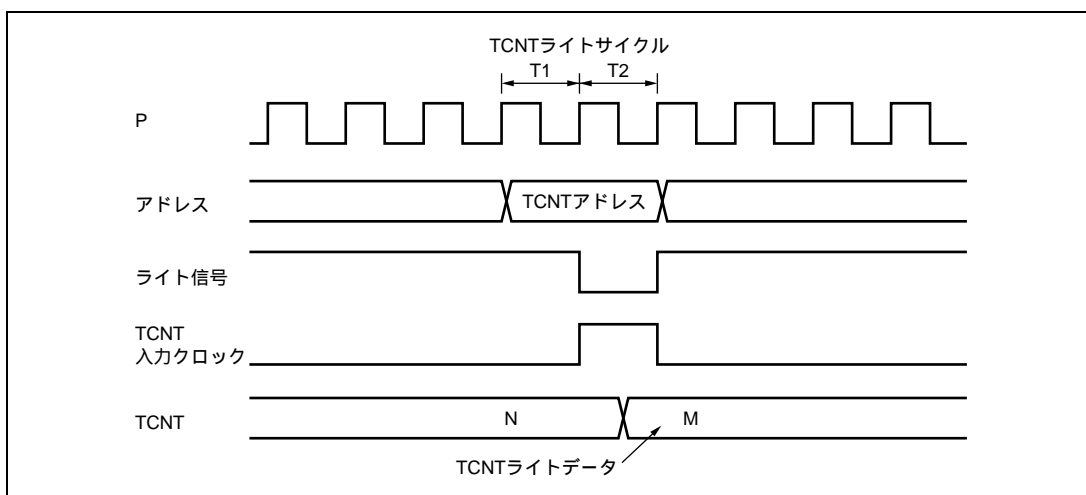 TCNTライトサイクル
T1 T2
P
アドレス
TCNTアドレス
ライト信号
TCNT
入力クロック
TCNT
N
M
TCNTライトデータ